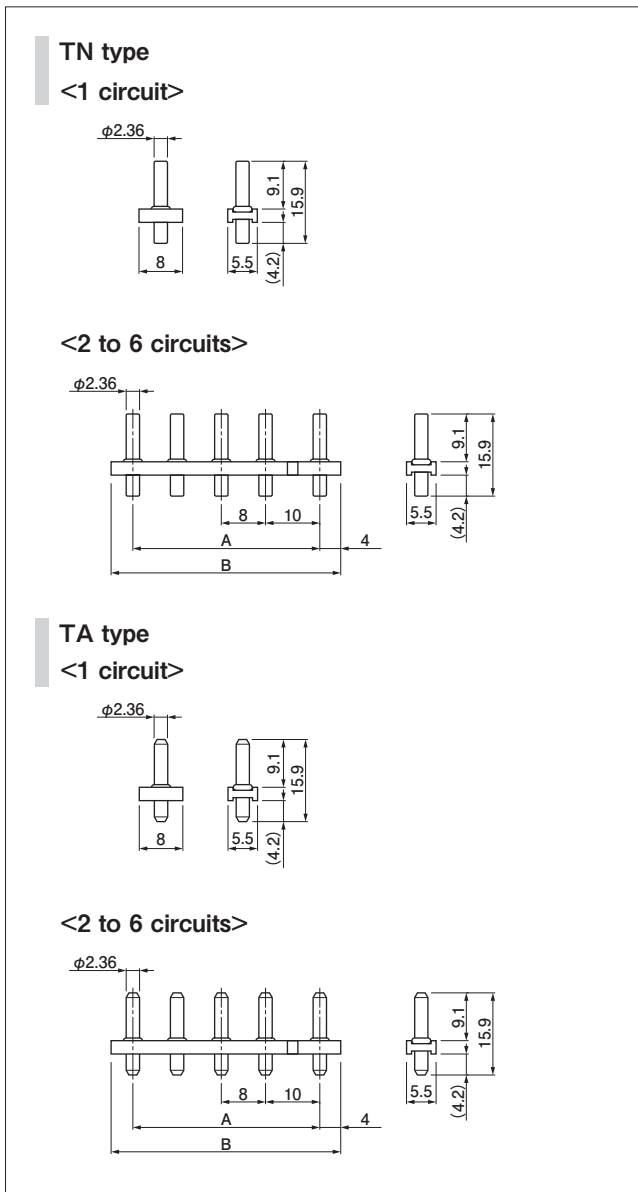 TN type
<1 circuit>
φ2.36
9.1
15.9
8
5.5
(4.2)
<2 to 6 circuits>
φ2.36
9.1
15.9
8
10
5.5
(4.2)
A
4
B
TA type
<1 circuit>
φ2.36
9.1
15.9
8
5.5
(4.2)
<2 to 6 circuits>
φ2.36
9.1
15.9
8
10
5.5
(4.2)
A
4
B